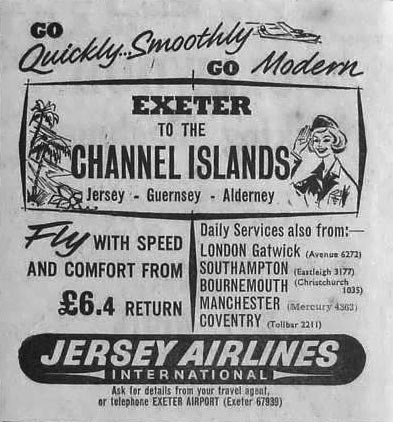 GO
Quickly...Smoothly
GO Modern
EXETER
TO THE
CHANNEL ISLANDS
Jersey - Guernsey - Alderney
Fly WITH SPEED
AND COMFORT FROM
£6.4 RETURN
Daily Services also from:—
LONDON Gatwick (Avenue 6272)
SOUTHAMPTON (Eastleigh 3177)
BOURNEMOUTH (Christchurch 1035)
MANCHESTER (Mercury 4363)
COVENTRY (Tollbar 2211)
JERSEY AIRLINES
INTERNATIONAL
Ask for details from your travel agent,
or telephone EXETER AIRPORT (Exeter 67939)